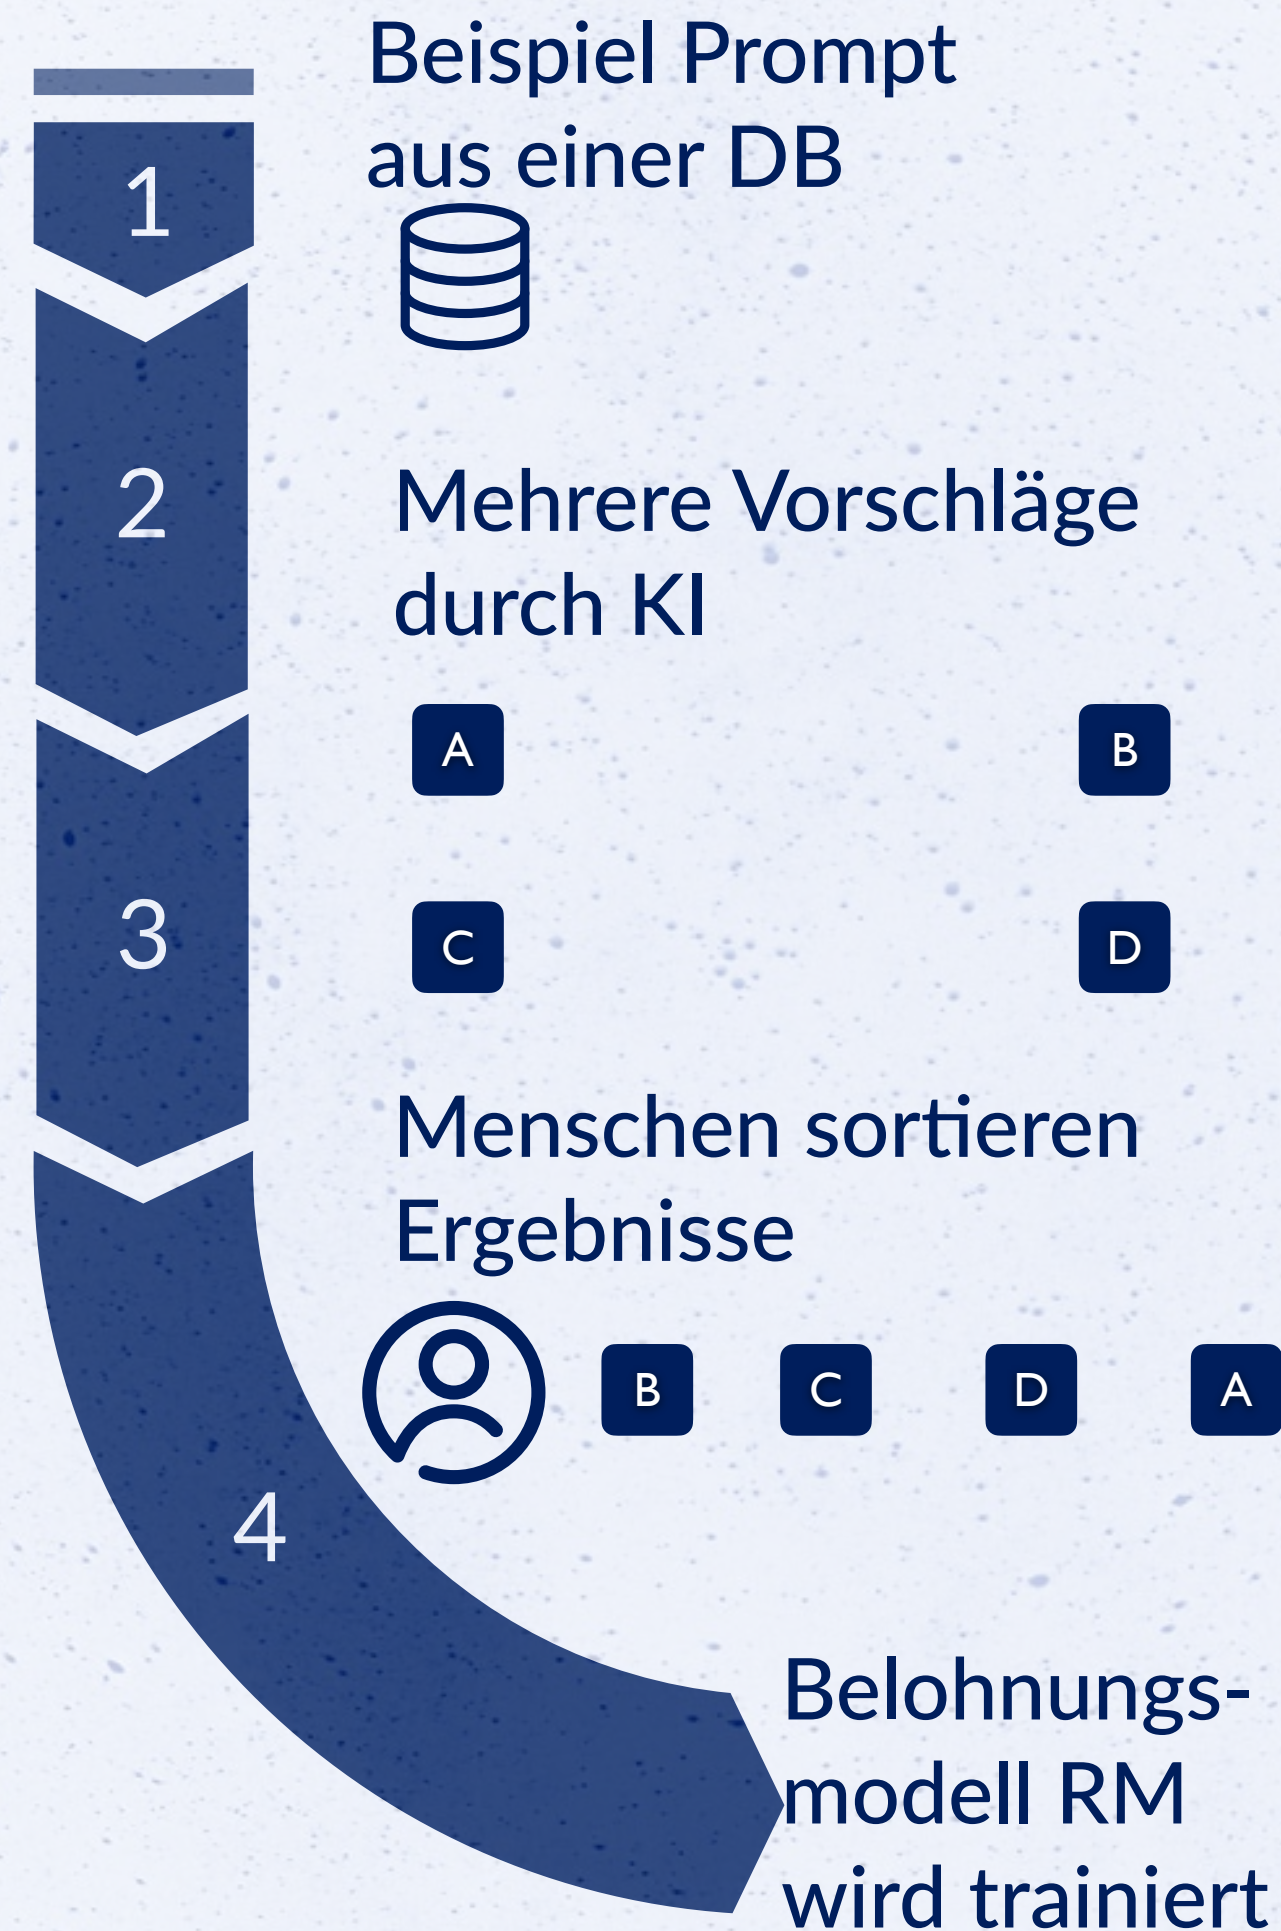 Beispiel Prompt
aus einer DB
1
2
Mehrere Vorschläge
durch KI
A B
3
C D
Menschen sortieren
Ergebnisse
B C D A
4
Belohnungs-
modell RM
wird trainiert